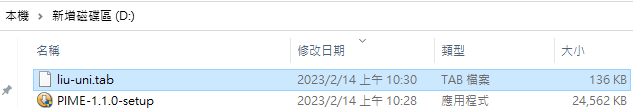 本機 › 新增磁碟區 (D:)
名稱 修改日期 類型 大小
liu-uni.tab 2023/2/14 上午 10:30 TAB 檔案 136 KB
PIME-1.1.0-setup 2023/2/14 上午 10:28 應用程式 24,562 KB